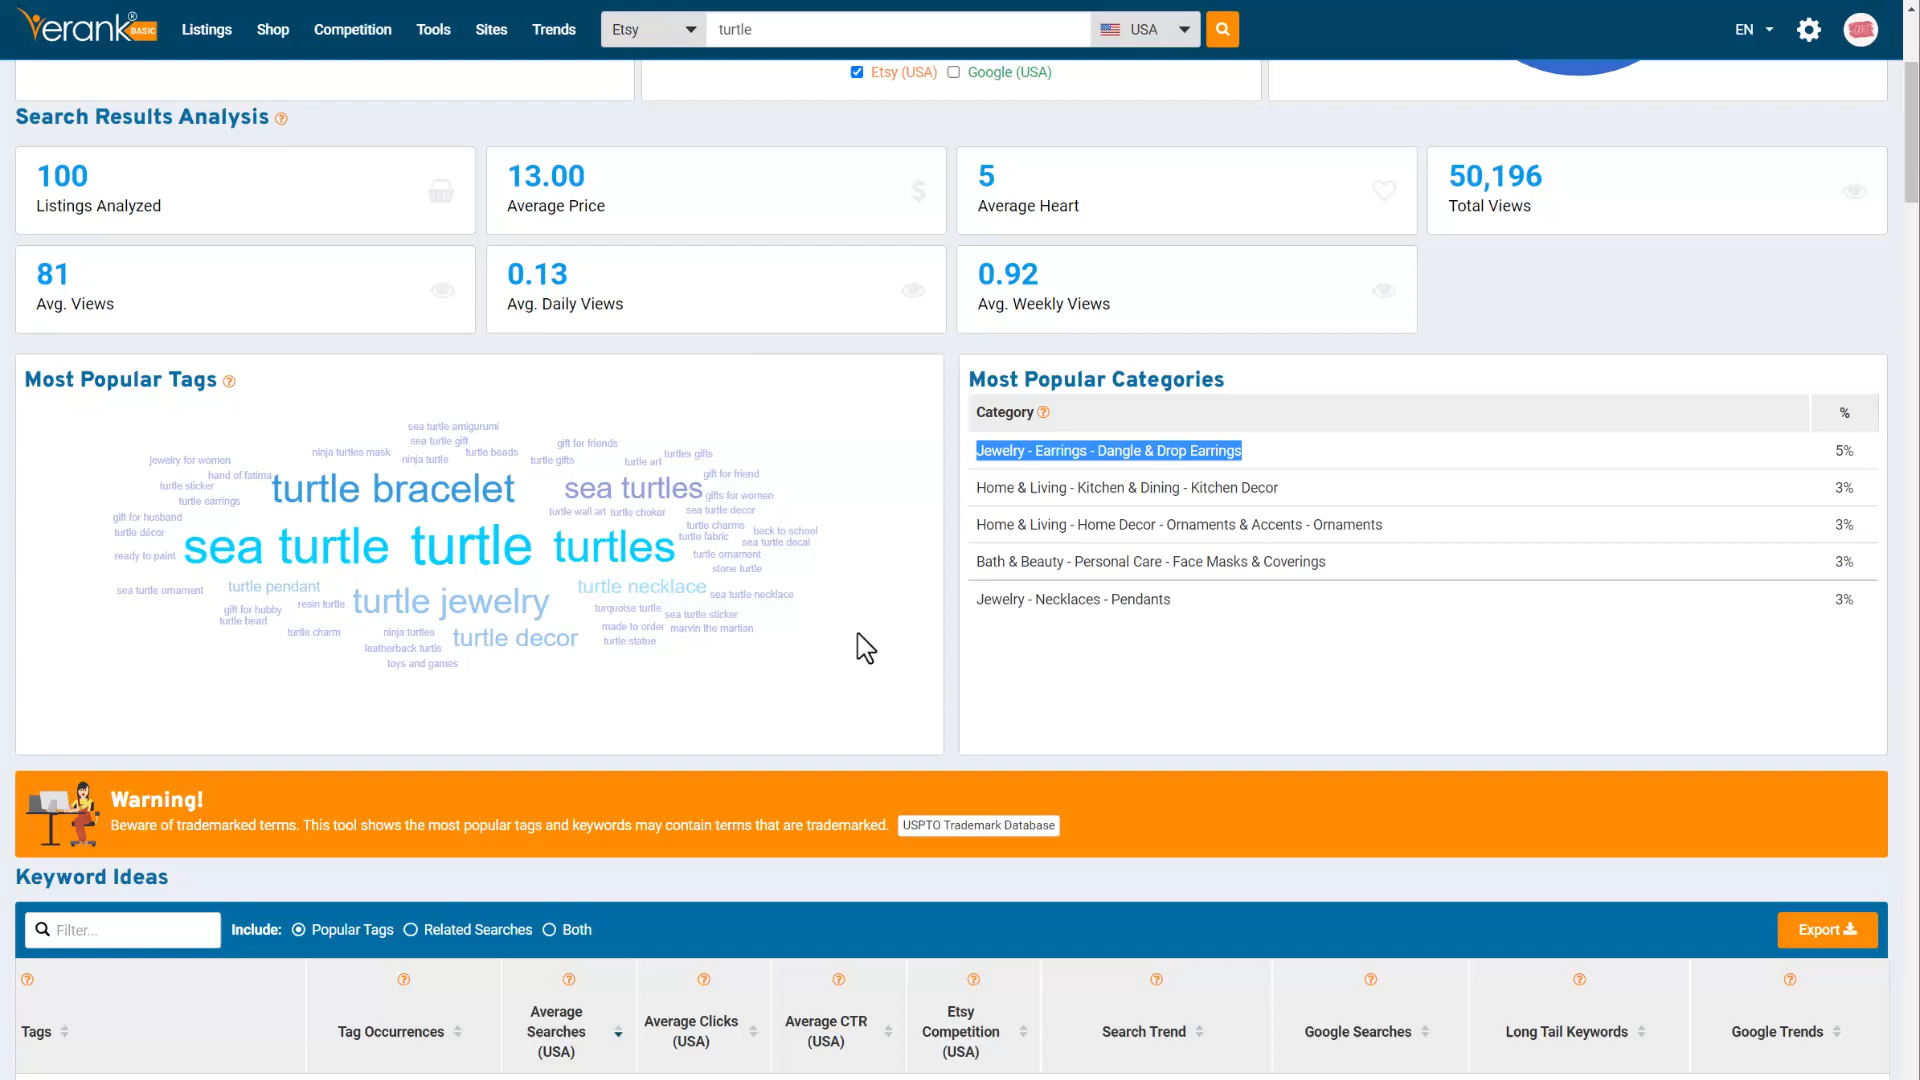 erank® BASIC
Listings Shop Competition Tools Sites Trends Etsy turtle USA EN
Etsy (USA) Google (USA)
Search Results Analysis
100
Listings Analyzed
13.00
Average Price
5
Average Heart
50,196
Total Views
81
Avg. Views
0.13
Avg. Daily Views
0.92
Avg. Weekly Views
Most Popular Tags
sea turtle amigurumi
sea turtle gift
gift for friends
ninja turtles mask
turtle beads
turtles gifts
jewelry for women
ninja turtle
turtle gifts
turtle art
hand of fatima
gift for friend
turtle sticker
turtle bracelet
sea turtles
gifts for women
turtle earrings
turtle wall art
turtle choker
sea turtle decor
gift for husband
turtle charms
back to school
turtle décor
turtle fabric
sea turtle decal
ready to paint
sea turtle
turtle
turtles
turtle ornament
stone turtle
sea turtle ornament
turtle pendant
turtle necklace
sea turtle necklace
gift for hubby
resin turtle
turtle jewelry
turquoise turtle
sea turtle sticker
turtle bead
made to order
marvin the martian
turtle charm
ninja turtles
turtle decor
turtle statue
leatherback turtle
toys and games
Most Popular Categories
Category %
Jewelry - Earrings - Dangle & Drop Earrings 5%
Home & Living - Kitchen & Dining - Kitchen Decor 3%
Home & Living - Home Decor - Ornaments & Accents - Ornaments 3%
Bath & Beauty - Personal Care - Face Masks & Coverings 3%
Jewelry - Necklaces - Pendants 3%
Warning!
Beware of trademarked terms. This tool shows the most popular tags and keywords may contain terms that are trademarked. USPTO Trademark Database
Keyword Ideas
Filter... Include: Popular Tags Related Searches Both Export
Tags
Tag Occurrences
Average
Searches
(USA)
Average Clicks
(USA)
Average CTR
(USA)
Etsy
Competition
(USA)
Search Trend
Google Searches
Long Tail Keywords
Google Trends